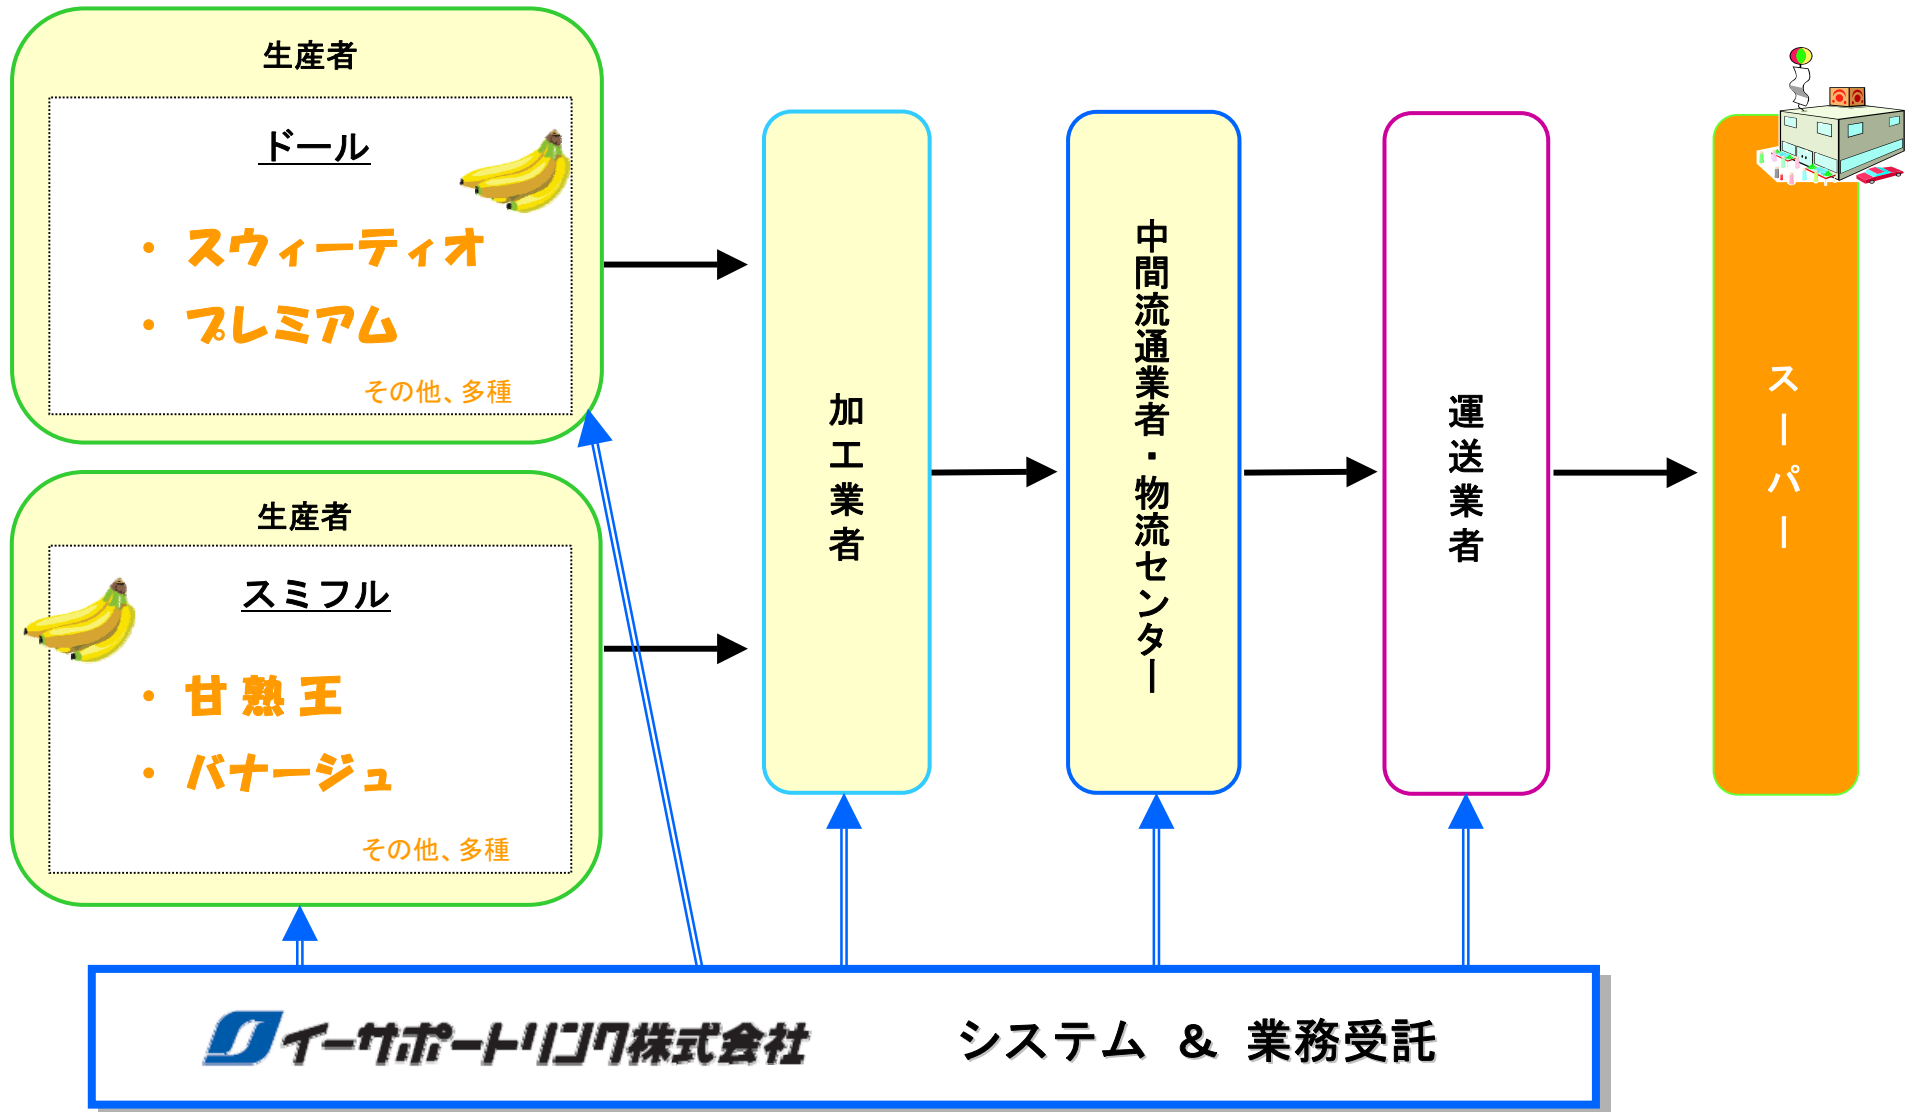 生産者
ドール
・ スウィーティオ
・ プレミアム
その他、多種
生産者
スミフル
・ 甘熟王
・ バナージュ
その他、多種
加工業者
中間流通業者・物流センター
運送業者
スーパー
イーサポートリンク株式会社
システム ＆ 業務受託